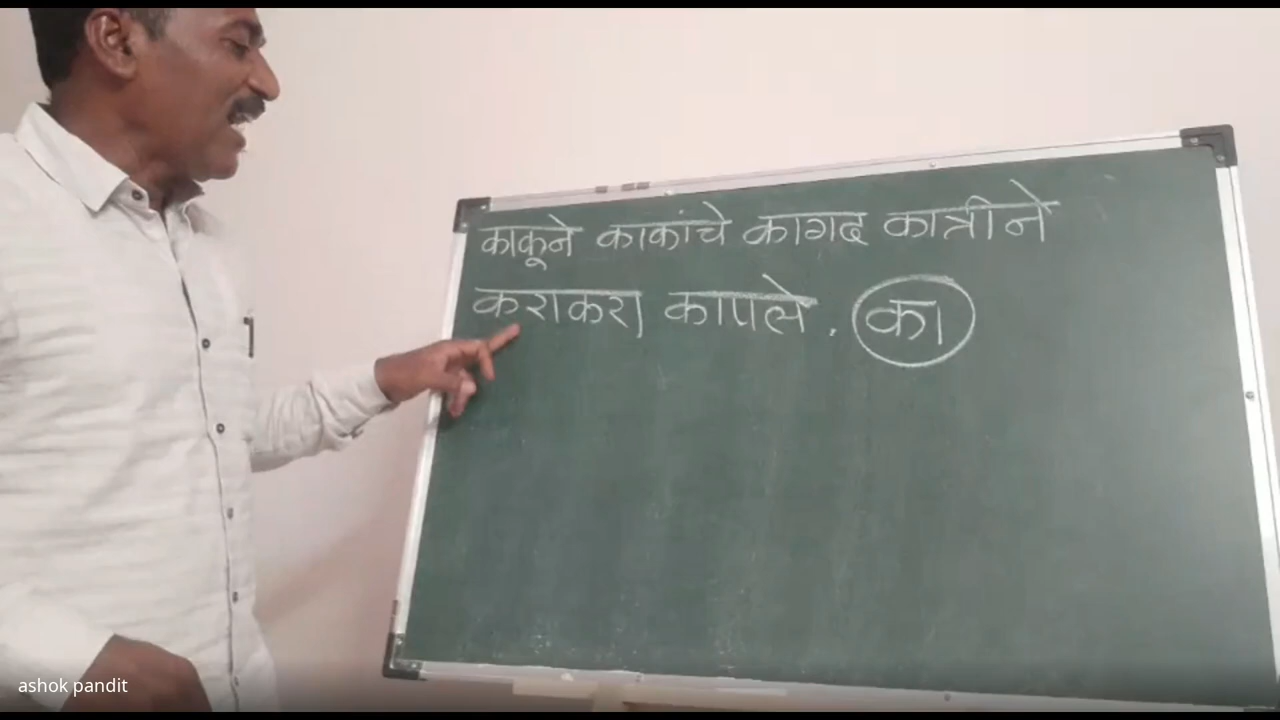 काकूने काकांचे कागद कात्रीने
कराकरा कापले . का
ashok pandit